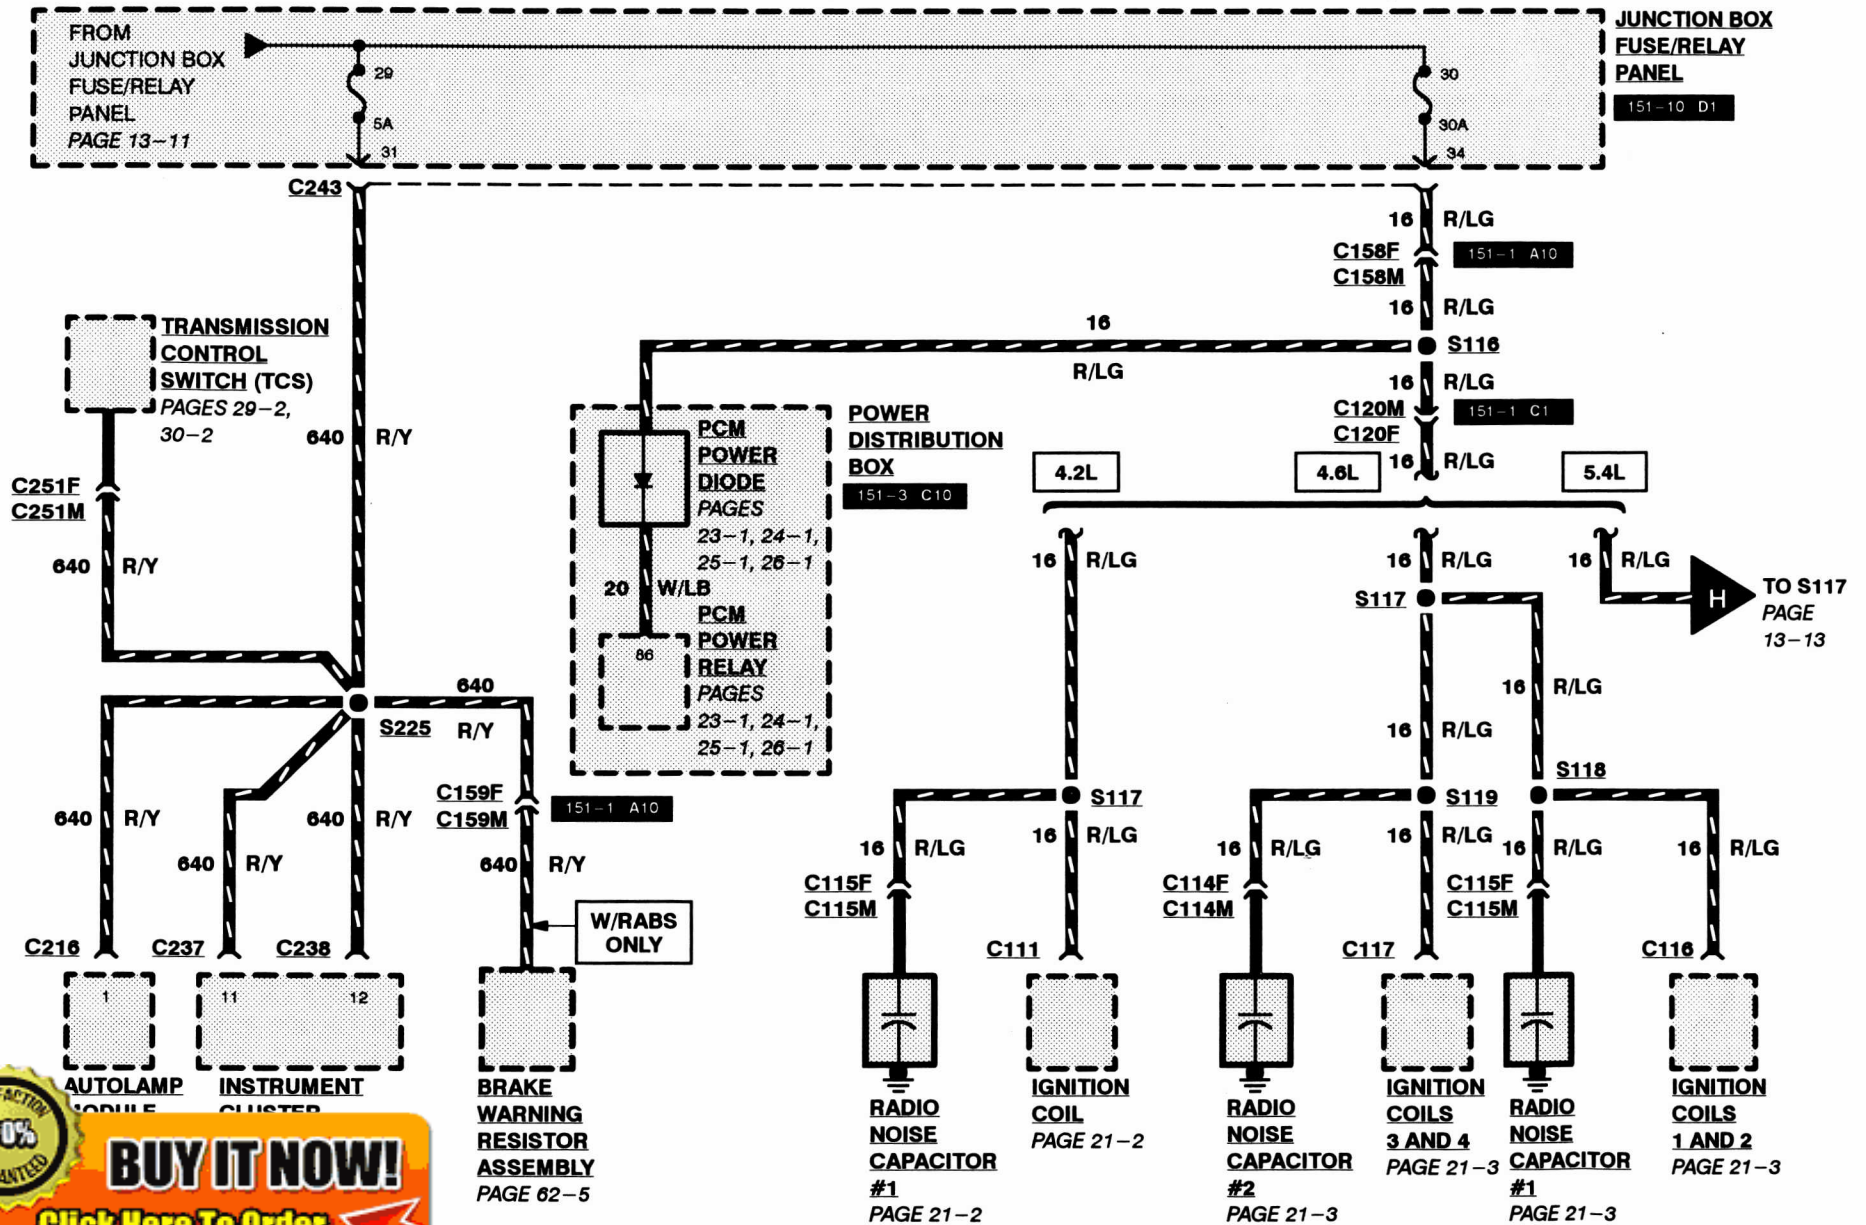 FROM
JUNCTION BOX
FUSE/RELAY
PANEL
PAGE 13-11
29
5A
31
30
30A
34
JUNCTION BOX
FUSE/RELAY
PANEL
151-10 D1
C243
16 R/LG
C158F
C158M
151-1 A10
16 R/LG
S116
16
R/LG
16 R/LG
C120M
C120F
151-1 C1
16 R/LG
TRANSMISSION
CONTROL
SWITCH (TCS)
PAGES 29-2,
30-2
640 R/Y
C251F
C251M
640 R/Y
POWER
DISTRIBUTION
BOX
151-3 C10
PCM
POWER
DIODE
PAGES
23-1, 24-1,
25-1, 26-1
20 W/LB
PCM
POWER
RELAY
PAGES
23-1, 24-1,
25-1, 26-1
86
4.2L
4.6L
5.4L
16 R/LG
16 R/LG
16 R/LG
H
TO S117
PAGE
13-13
S117
16 R/LG
16 R/LG
S225
640
R/Y
640 R/Y
640 R/Y
640 R/Y
C159F
C159M
151-1 A10
640 R/Y
W/RABS
ONLY
S117
S119
S118
16 R/LG
16 R/LG
16 R/LG
16 R/LG
16 R/LG
16 R/LG
C115F
C115M
C114F
C114M
C115F
C115M
C216
C237
C238
C111
C117
C116
1
11
12
AUTOLAMP
MODULE
INSTRUMENT
CLUSTER
BRAKE
WARNING
RESISTOR
ASSEMBLY
PAGE 62-5
RADIO
NOISE
CAPACITOR
#1
PAGE 21-2
IGNITION
COIL
PAGE 21-2
RADIO
NOISE
CAPACITOR
#2
PAGE 21-3
IGNITION
COILS
3 AND 4
PAGE 21-3
RADIO
NOISE
CAPACITOR
#1
PAGE 21-3
IGNITION
COILS
1 AND 2
PAGE 21-3
BUY IT NOW!
Click Here To Order